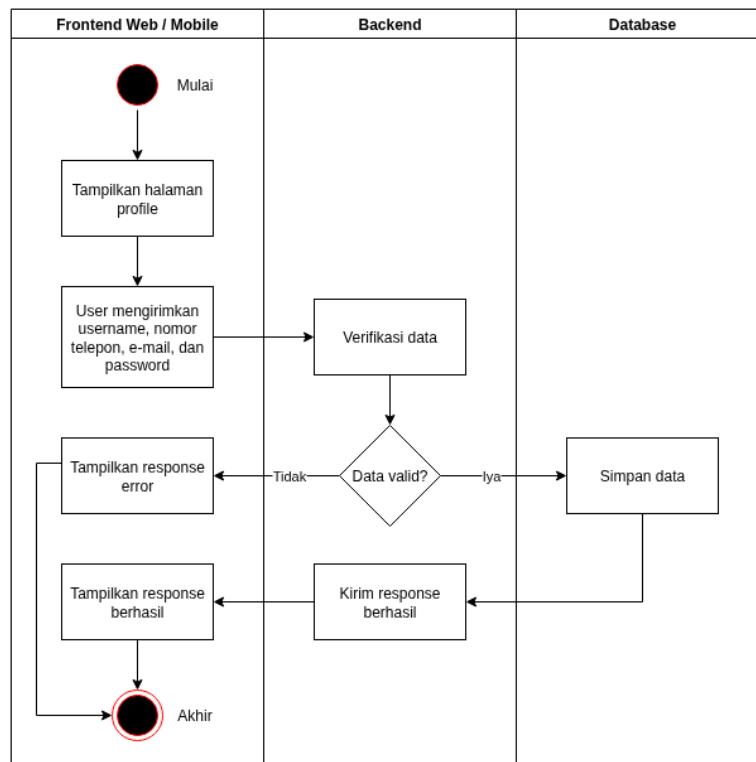 Frontend Web / Mobile
Backend
Database
Mulai
Tampilkan halaman
profile
User mengirimkan
username, nomor
telepon, e-mail, dan
password
Verifikasi data
Tampilkan response
error
Tidak
Data valid?
Iya
Simpan data
Tampilkan response
berhasil
Kirim response
berhasil
Akhir